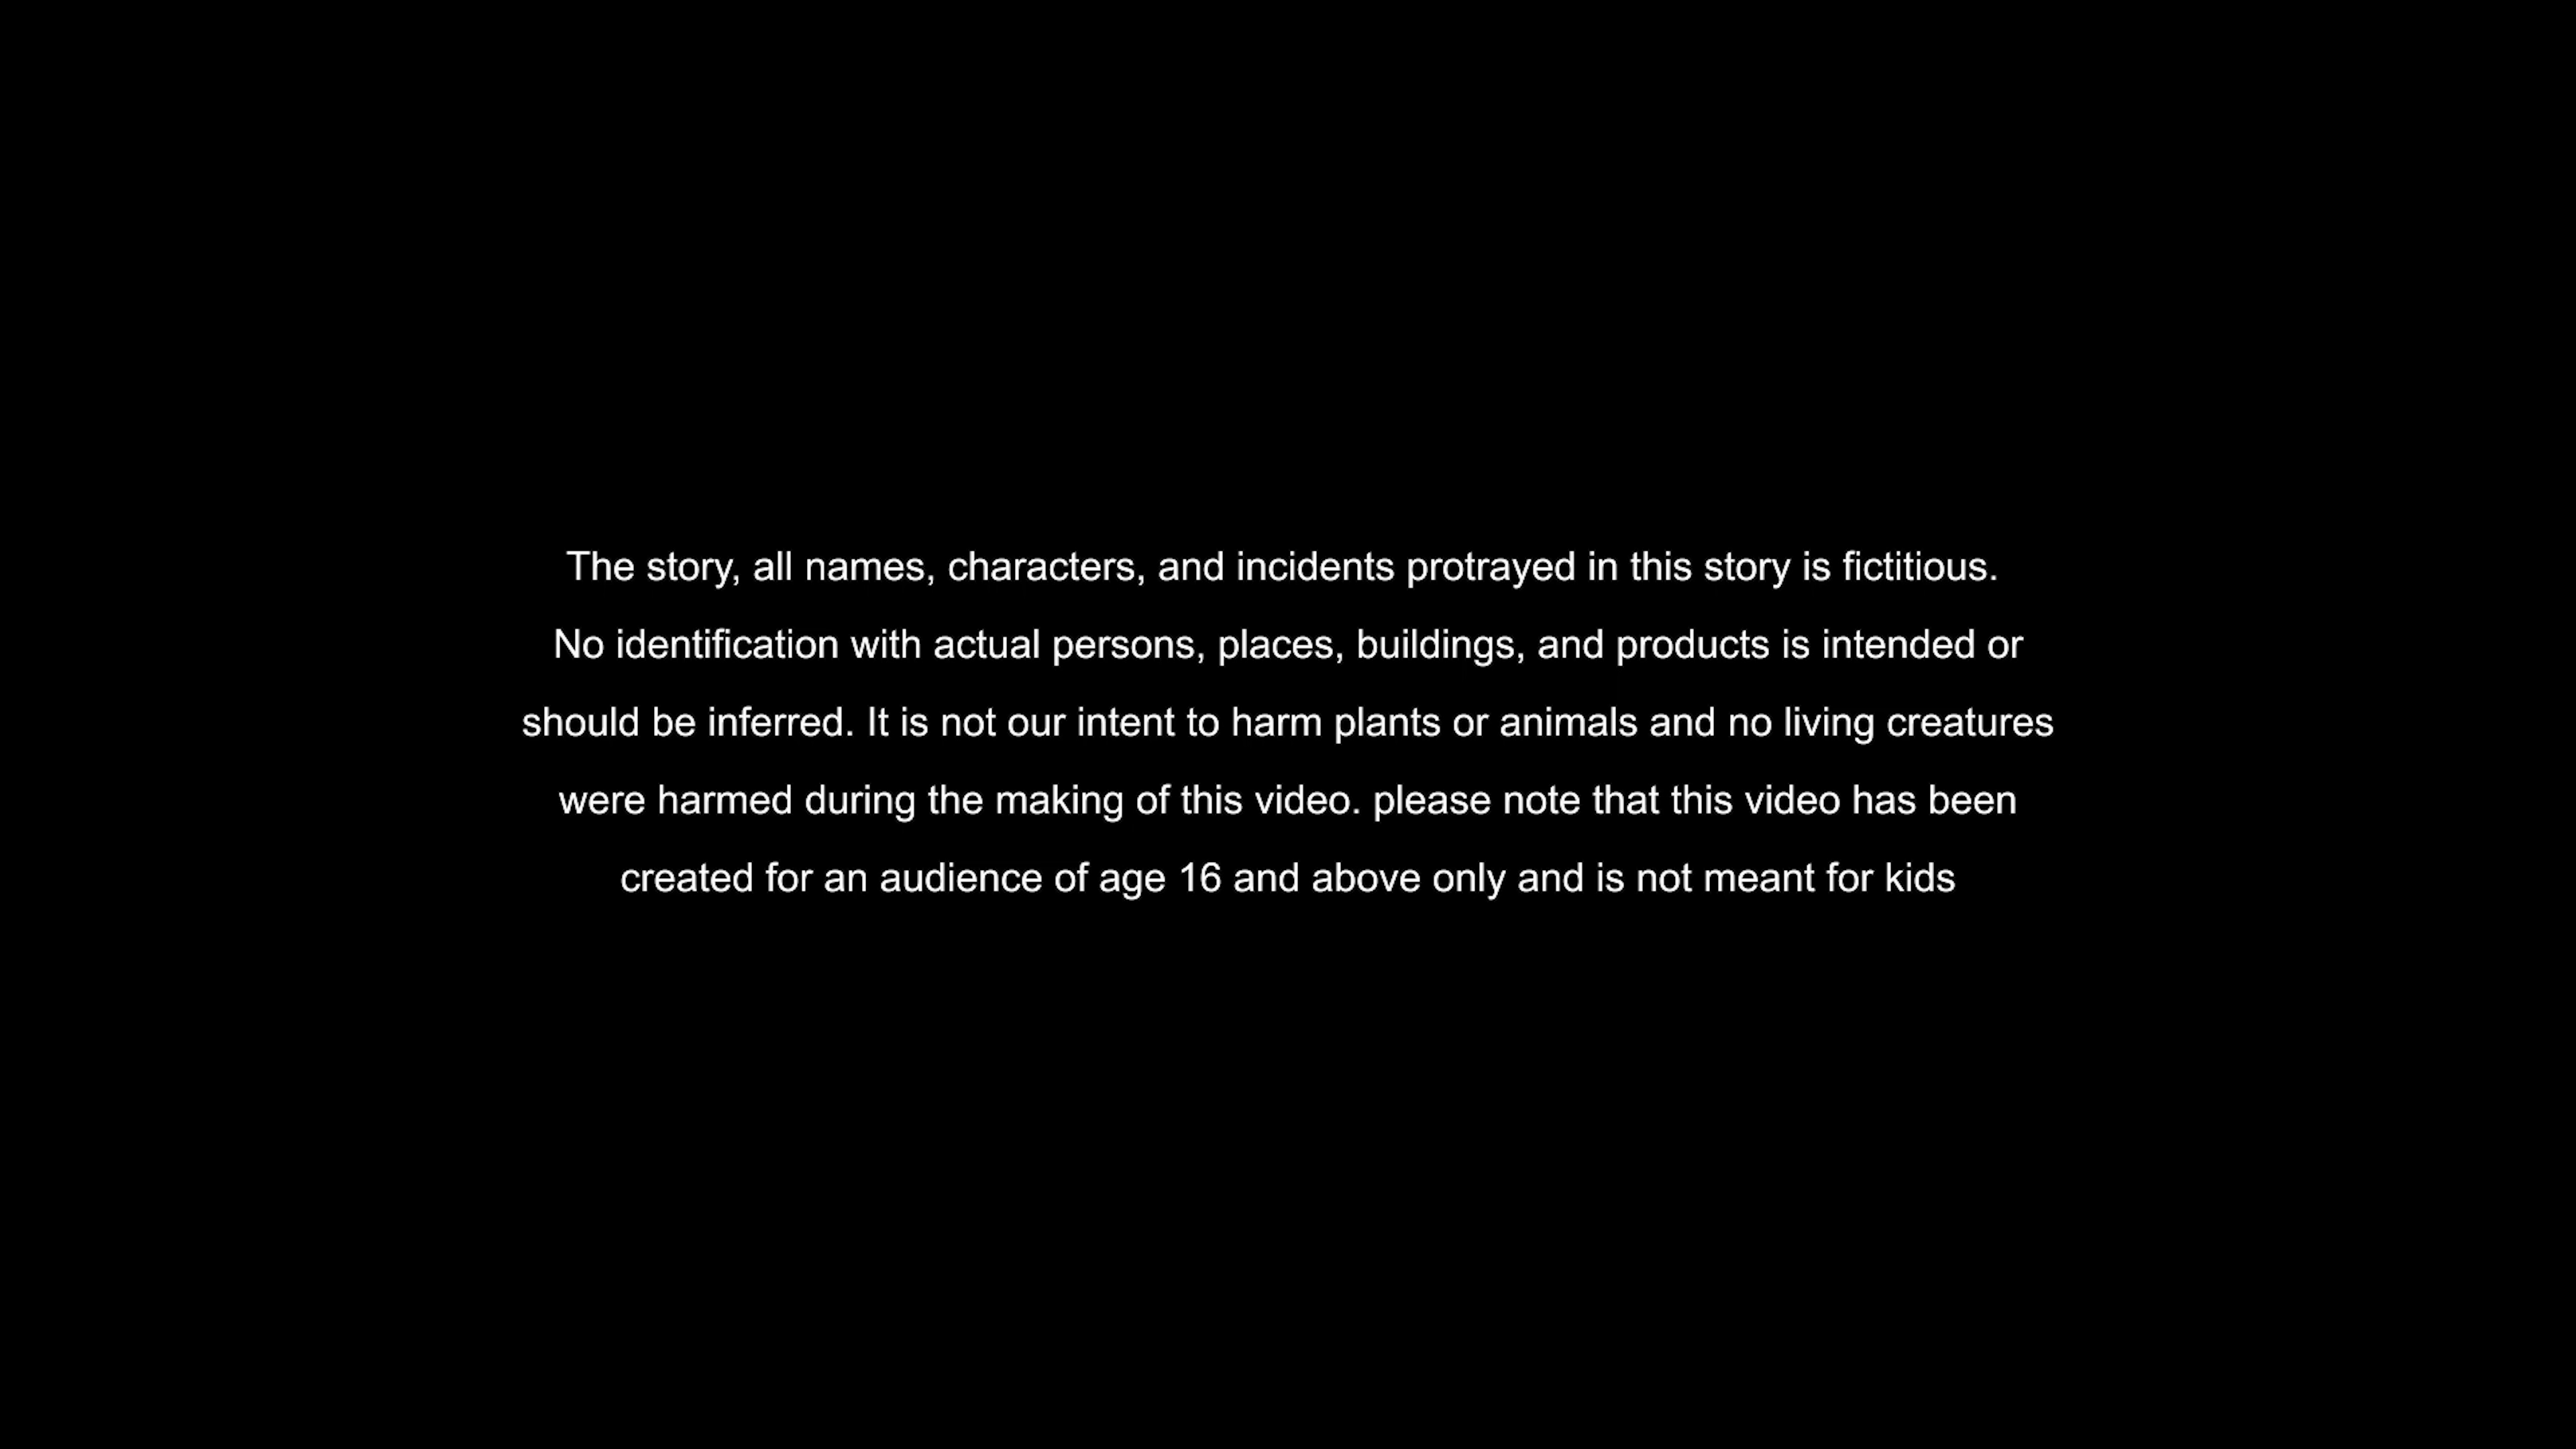 The story, all names, characters, and incidents protrayed in this story is fictitious.
No identification with actual persons, places, buildings, and products is intended or
should be inferred. It is not our intent to harm plants or animals and no living creatures
were harmed during the making of this video. please note that this video has been
created for an audience of age 16 and above only and is not meant for kids